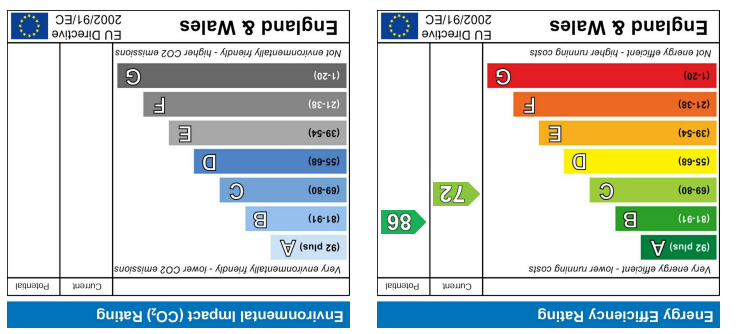 Energy Efficiency Rating
Current
Potential
Very energy efficient - lower running costs
(92 plus) A
(81-91) B
86
(69-80) C
72
(55-68) D
(39-54) E
(21-38) F
(1-20) G
Not energy efficient - higher running costs
England & Wales
EU Directive
2002/91/EC
Environmental Impact (CO₂) Rating
Current
Potential
Very environmentally friendly - lower CO2 emissions
(92 plus) A
(81-91) B
(69-80) C
(55-68) D
(39-54) E
(21-38) F
(1-20) G
Not environmentally friendly - higher CO2 emissions
England & Wales
EU Directive
2002/91/EC